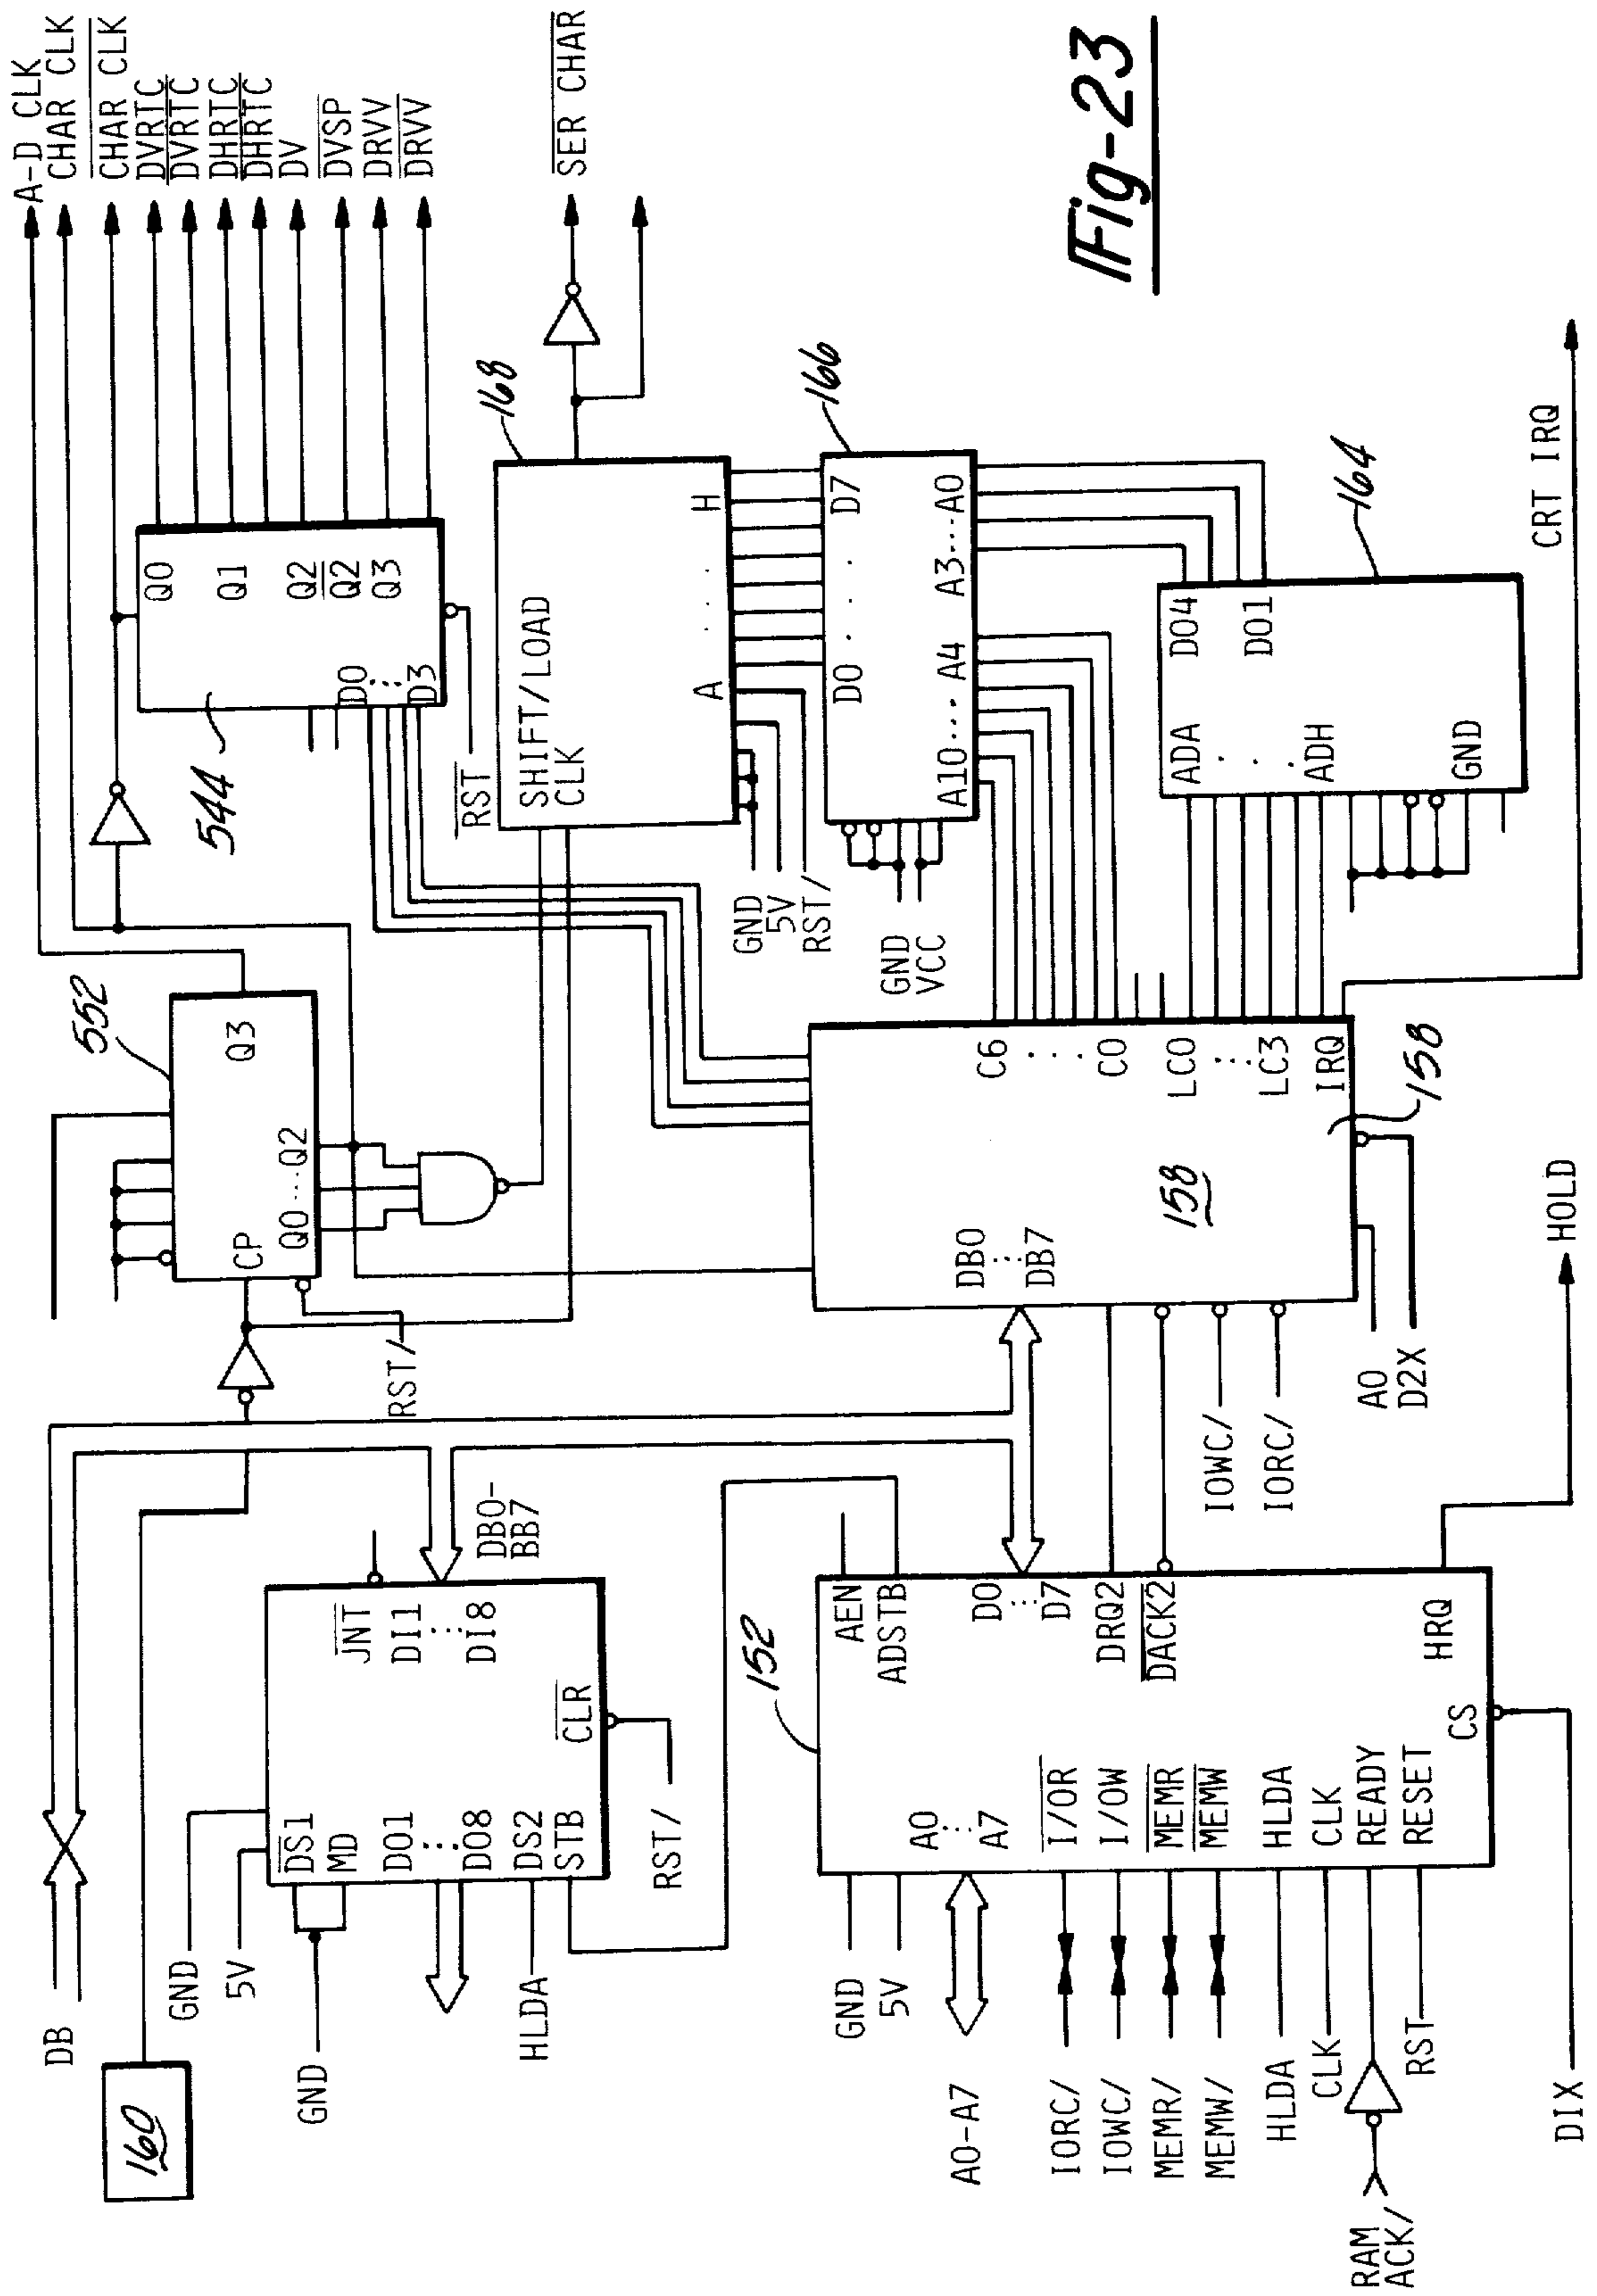 A-D CLK
CHAR CLK
CHAR CLK
DVRTC
DVRTC
DHRTC
DHRTC
DV
DVSP
DRVV
DRVV
SER CHAR
Fig-23
552
Q3
CP
Q0 ... Q2
RST/
544
Q0
Q1
Q2
Q2
Q3
D0
D3
RST
168
SHIFT/LOAD
CLK
A
H
GND
5V
RST/
166
D0
D7
A10 ... A4
A3 ... A0
GND
VCC
164
DO4
DO1
ADA
ADH
GND
CRT IRQ
158
C6
C0
LC0
LC3
IRQ
158
DB0
DB7
A0
D2X
IOWC/
IORC/
HOLD
DB
160
GND
5V
GND
HLDA
DS1
MD
DO1
DO8
DS2
STB
JNT
DI1
DI8
CLR
RST/
DB0-
BB7
152
AEN
ADSTB
D0
D7
DRQ2
DACK2
HRQ
CS
A0
A7
I/OR
I/OW
MEMR
MEMW
HLDA
CLK
READY
RESET
GND
5V
A0-A7
IORC/
IOWC/
MEMR/
MEMW/
HLDA
CLK
RST
RAM
ACK/
DIX